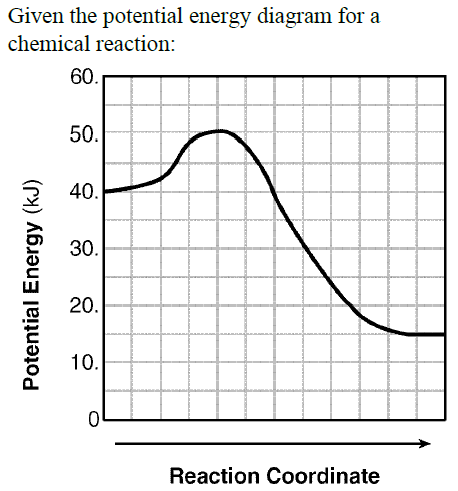 Given the potential energy diagram for a
chemical reaction:
60.
50.
40.
30.
20.
10.
0
Potential Energy (kJ)
Reaction Coordinate